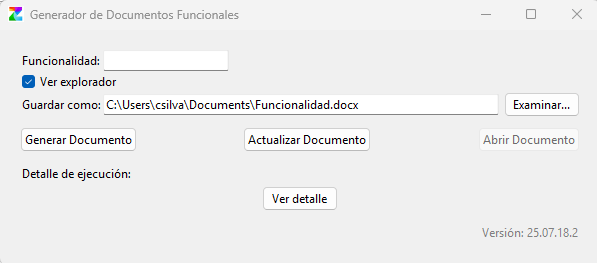 Generador de Documentos Funcionales
Funcionalidad:
Ver explorador
Guardar como: C:\Users\csilva\Documents\Funcionalidad.docx Examinar...
Generar Documento Actualizar Documento Abrir Documento
Detalle de ejecución:
Ver detalle
Versión: 25.07.18.2